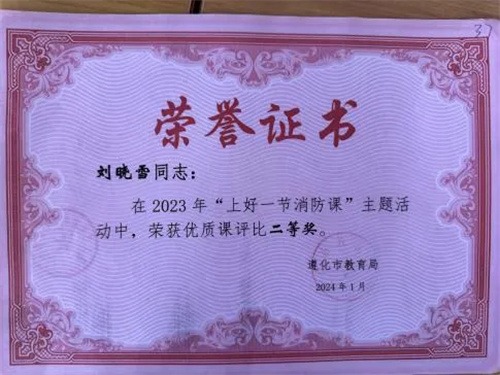 37
荣誉证书
刘晓雷同志：
在2023年“上好一节消防课”主题活
动中，荣获优质课评比二等奖。
遵化市教育局
2024年1月